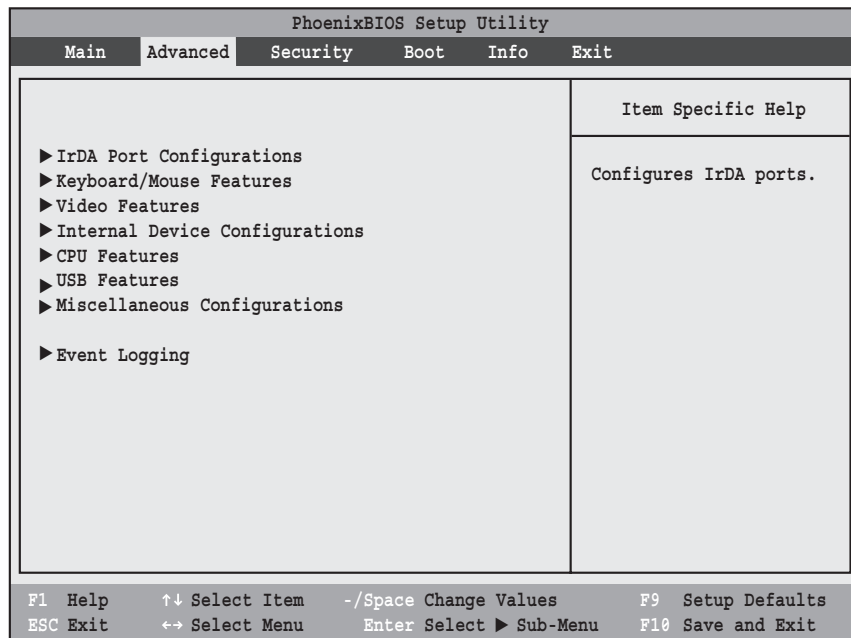 PhoenixBIOS Setup Utility
Main Advanced Security Boot Info Exit
Item Specific Help
▶IrDA Port Configurations
▶Keyboard/Mouse Features
▶Video Features
▶Internal Device Configurations
▶CPU Features
▶USB Features
▶Miscellaneous Configurations
▶Event Logging
Configures IrDA ports.
F1 Help ↑↓ Select Item -/Space Change Values F9 Setup Defaults
ESC Exit ←→ Select Menu Enter Select ▶ Sub-Menu F10 Save and Exit